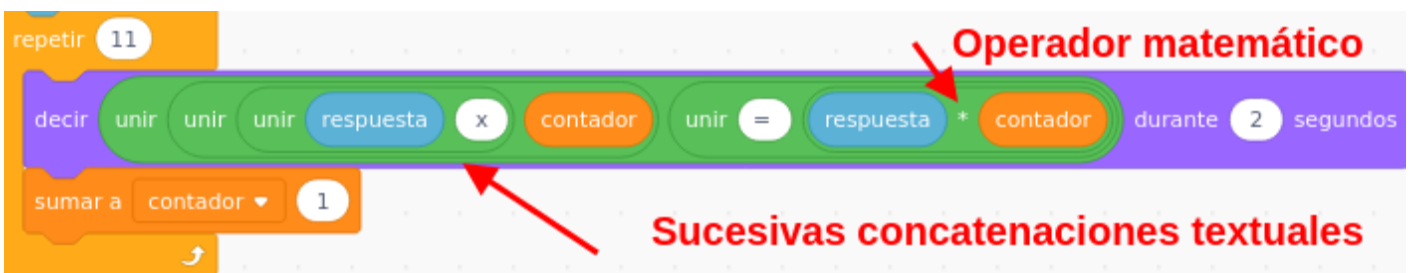 repetir 11
Operador matemático
decir unir unir unir respuesta x contador unir = respuesta * contador durante 2 segundos
sumar a contador 1
Sucesivas concatenaciones textuales